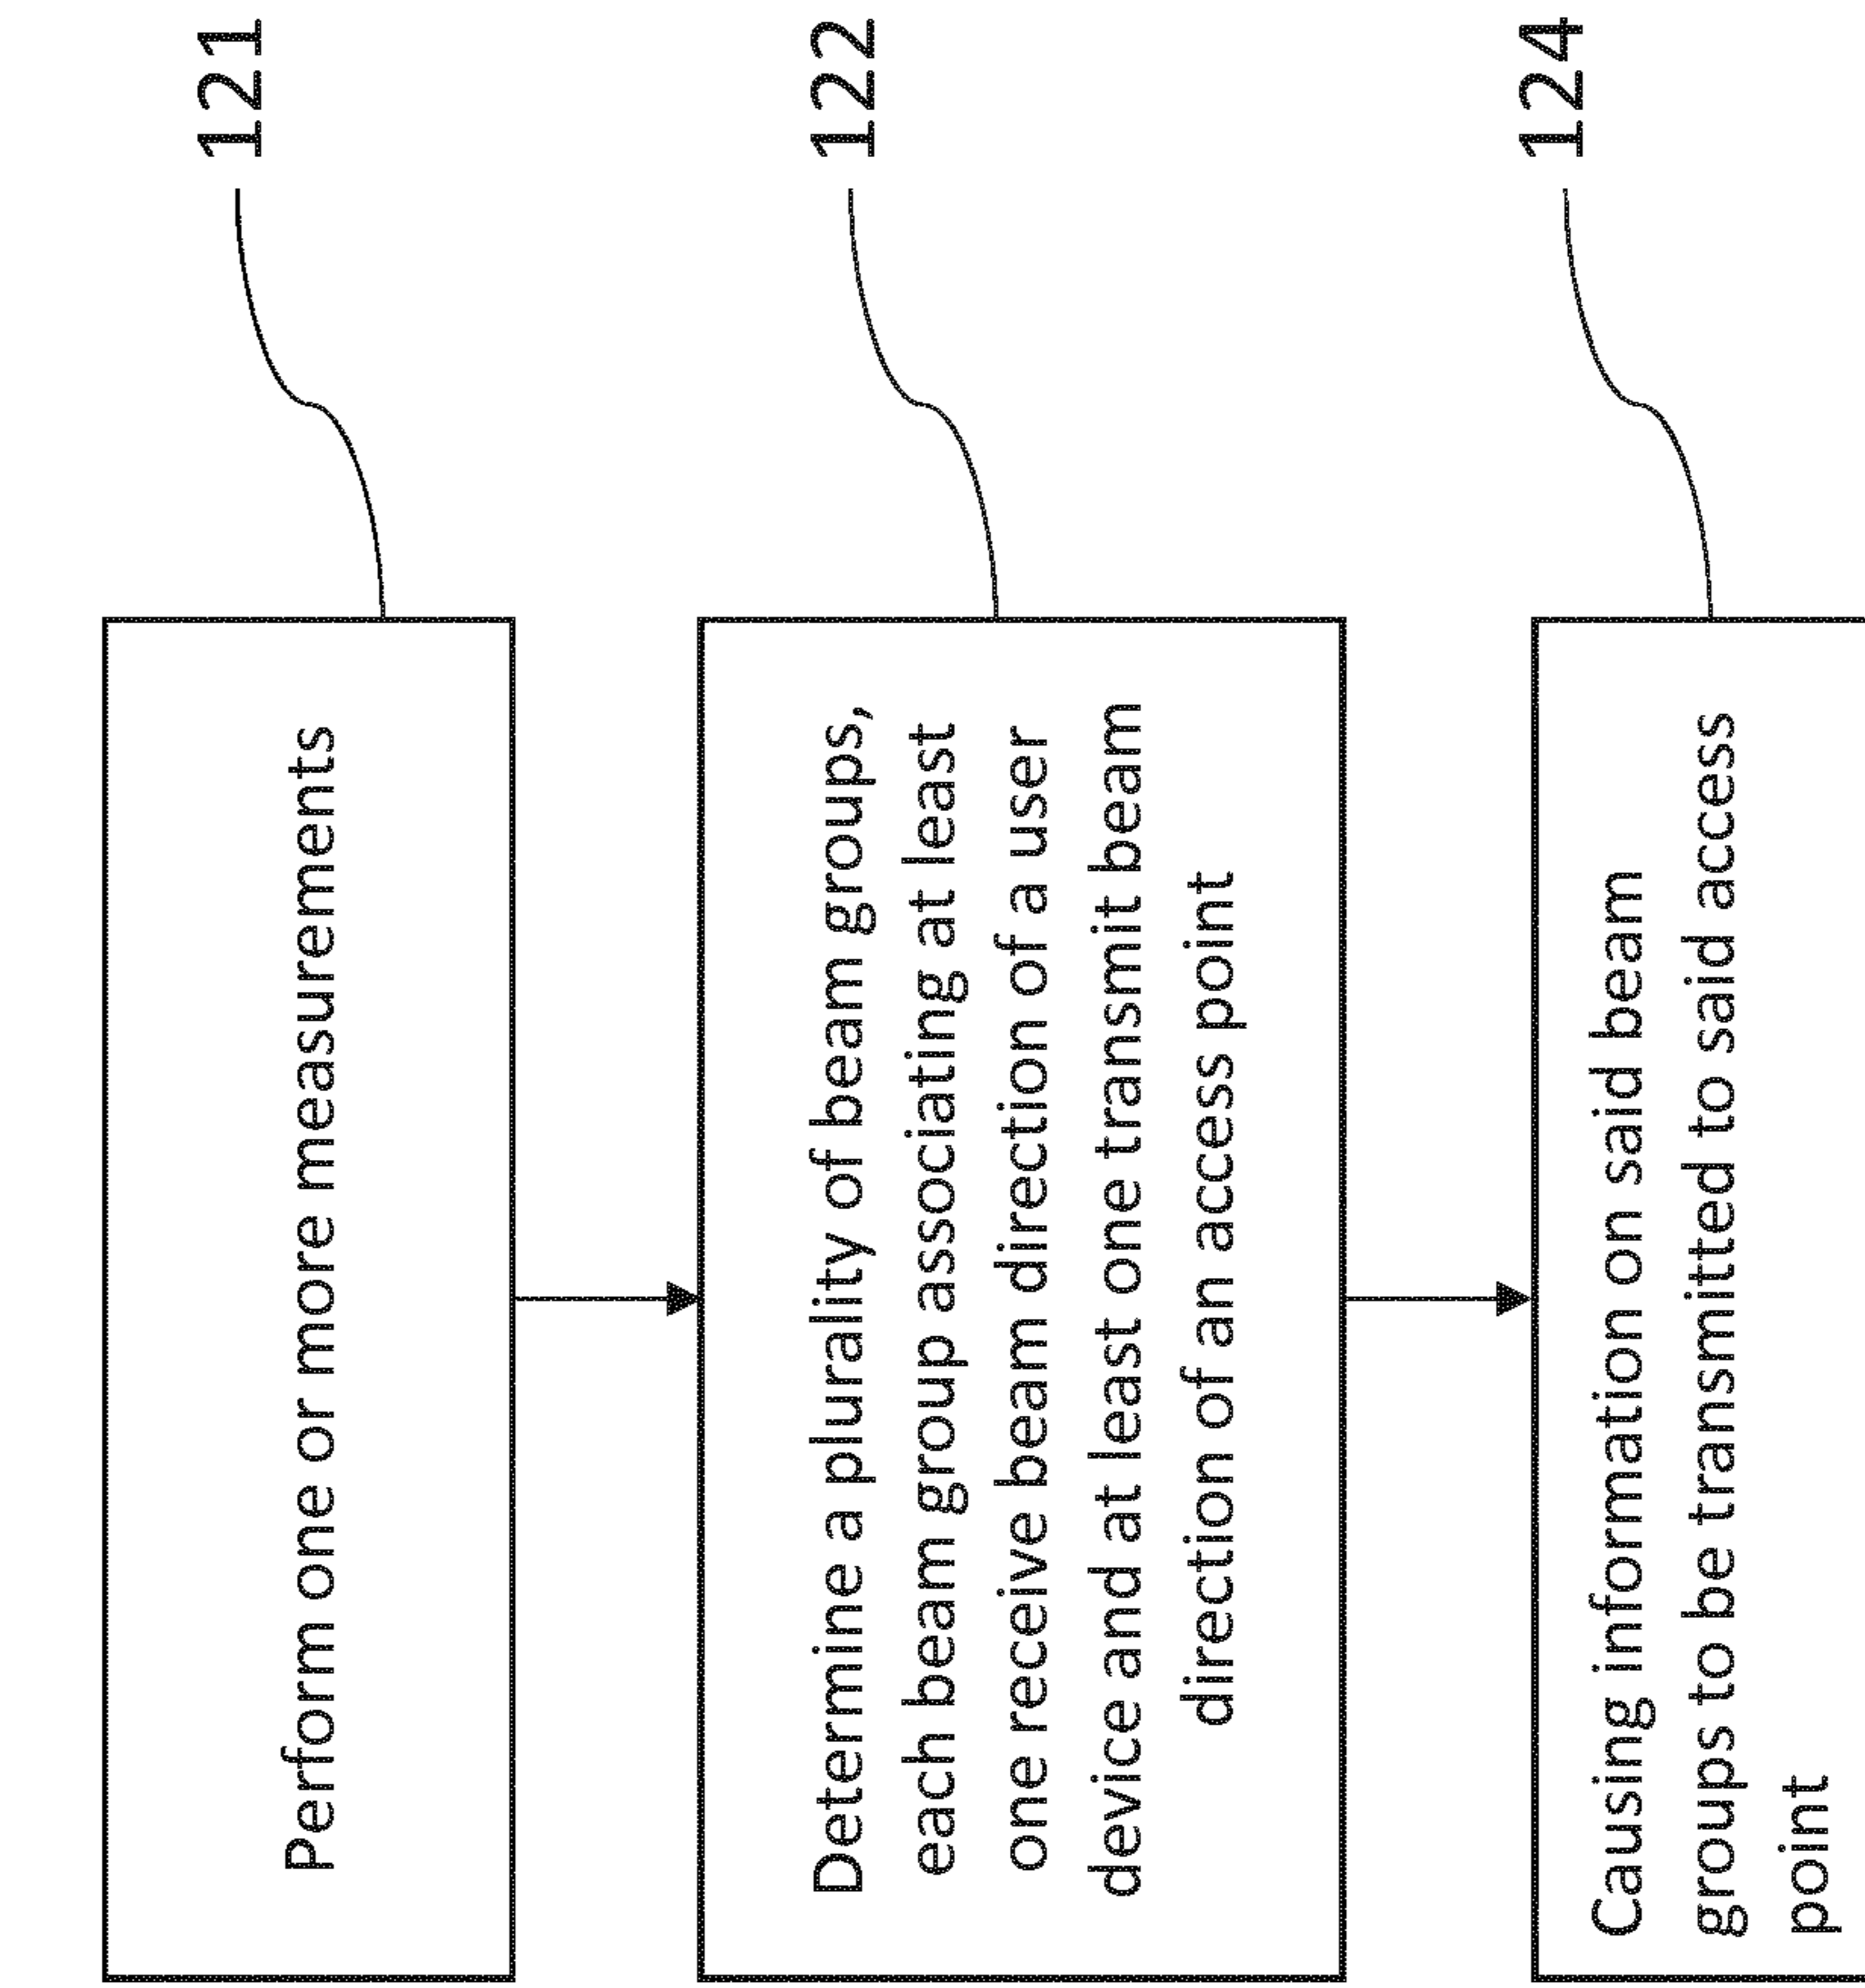 Perform one or more measurements
121
Determine a plurality of beam groups,
each beam group associating at least
one receive beam direction of a user
device and at least one transmit beam
direction of an access point
122
Causing information on said beam
groups to be transmitted to said access
point
124